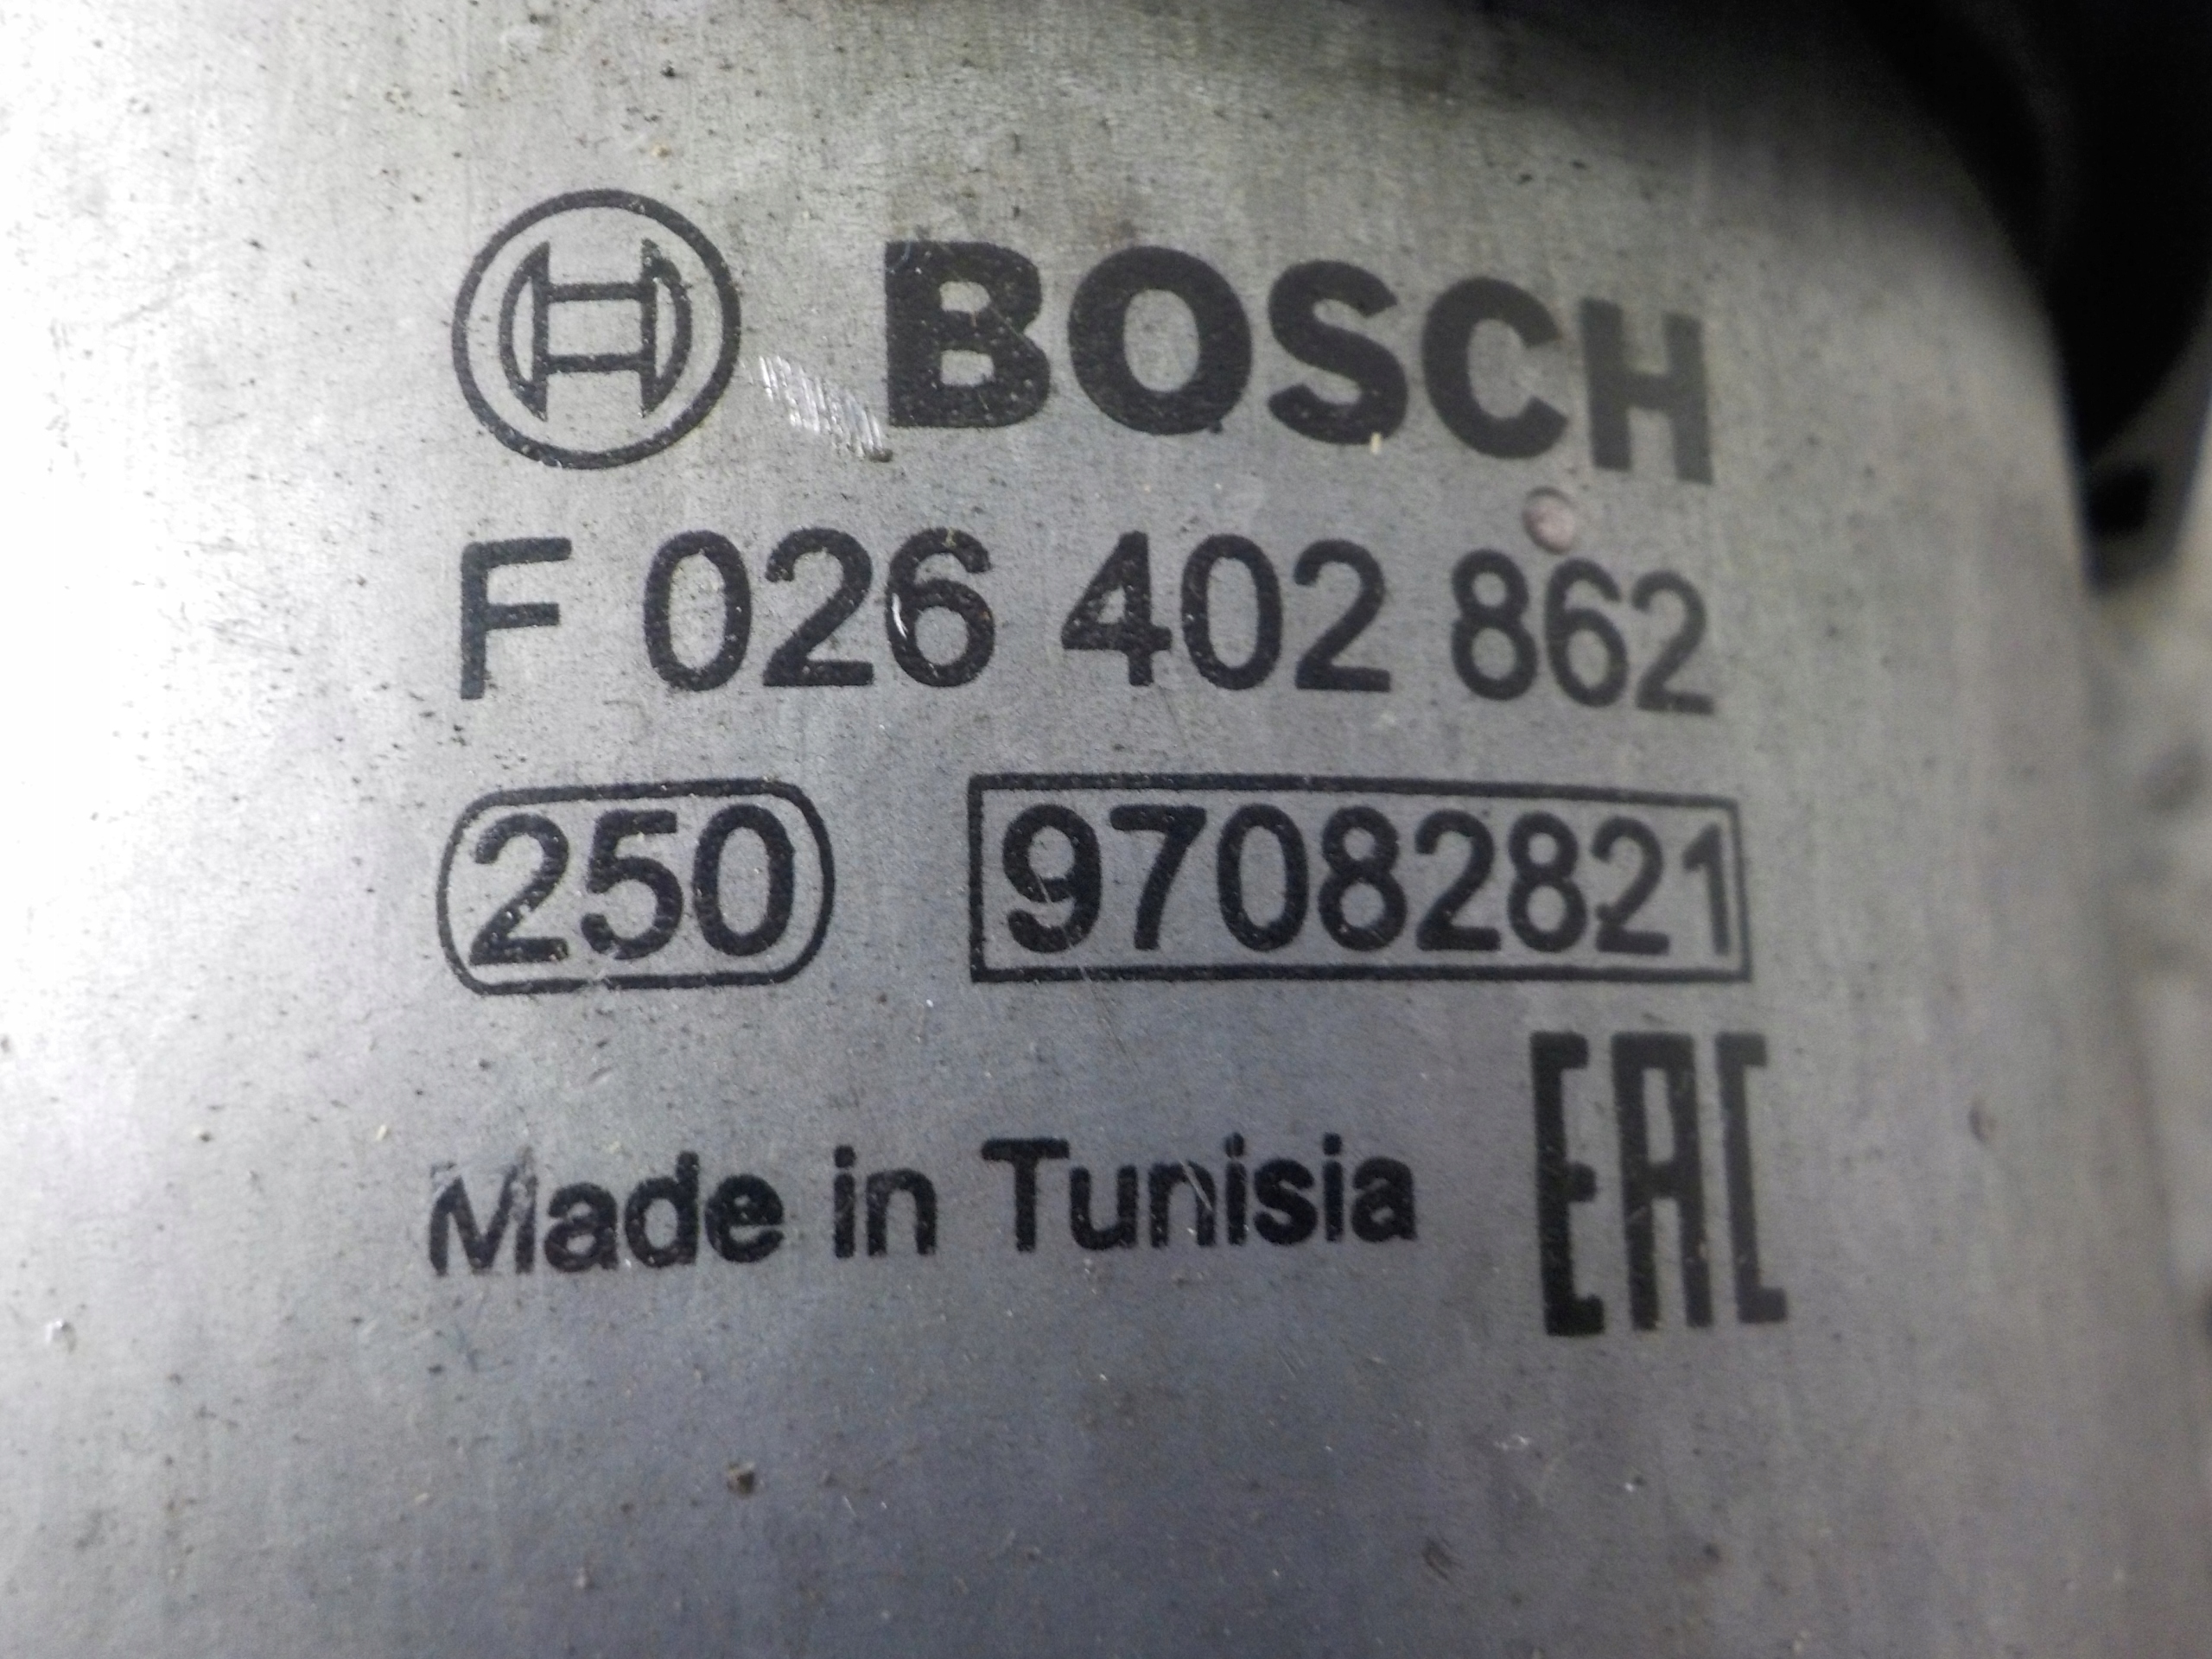 BOSCH
F 026 402 862
250 97082821
Made in Tunisia EAC